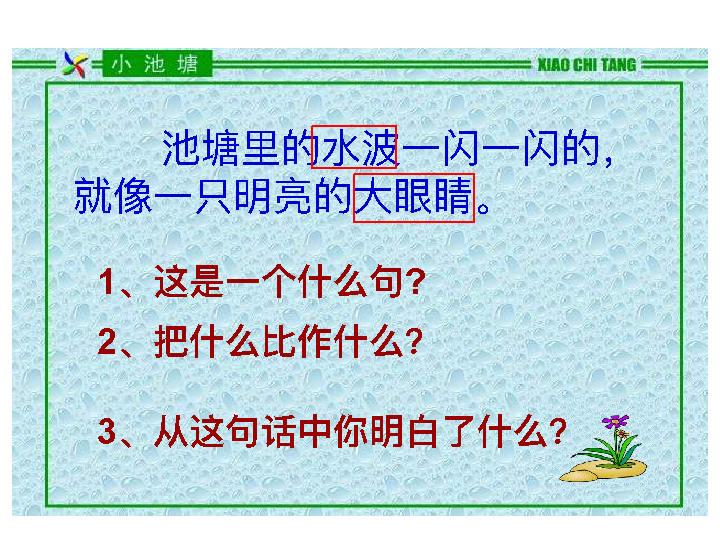 小池塘
XIAO CHI TANG
池塘里的水波一闪一闪的，
就像一只明亮的大眼睛。
1、这是一个什么句?
2、把什么比作什么?
3、从这句话中你明白了什么?